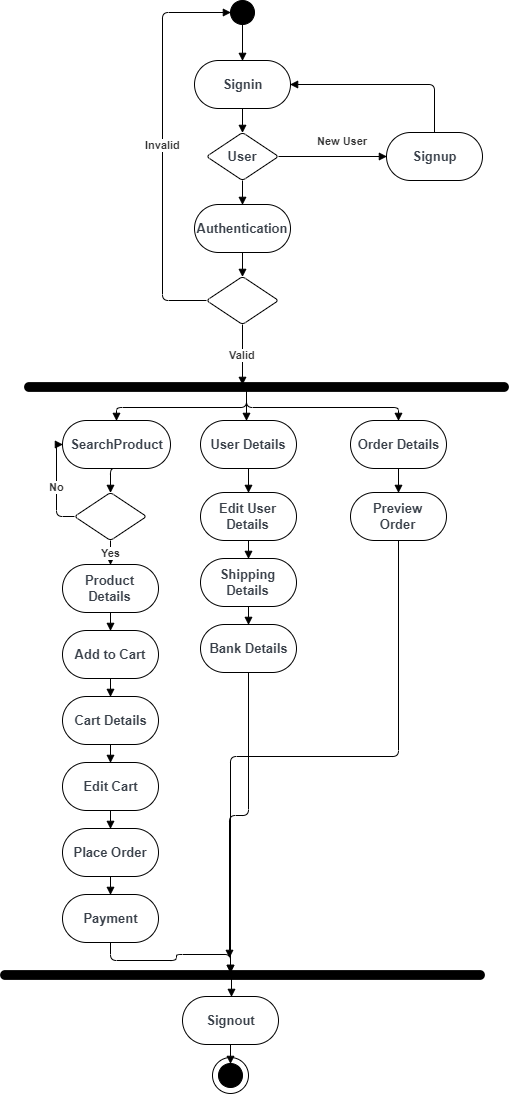 Signin
Invalid
New User
User
Signup
Authentication
Valid
SearchProduct
User Details
Order Details
No
Edit User
Details
Preview
Order
Yes
Product
Details
Shipping
Details
Add to Cart
Bank Details
Cart Details
Edit Cart
Place Order
Payment
Signout